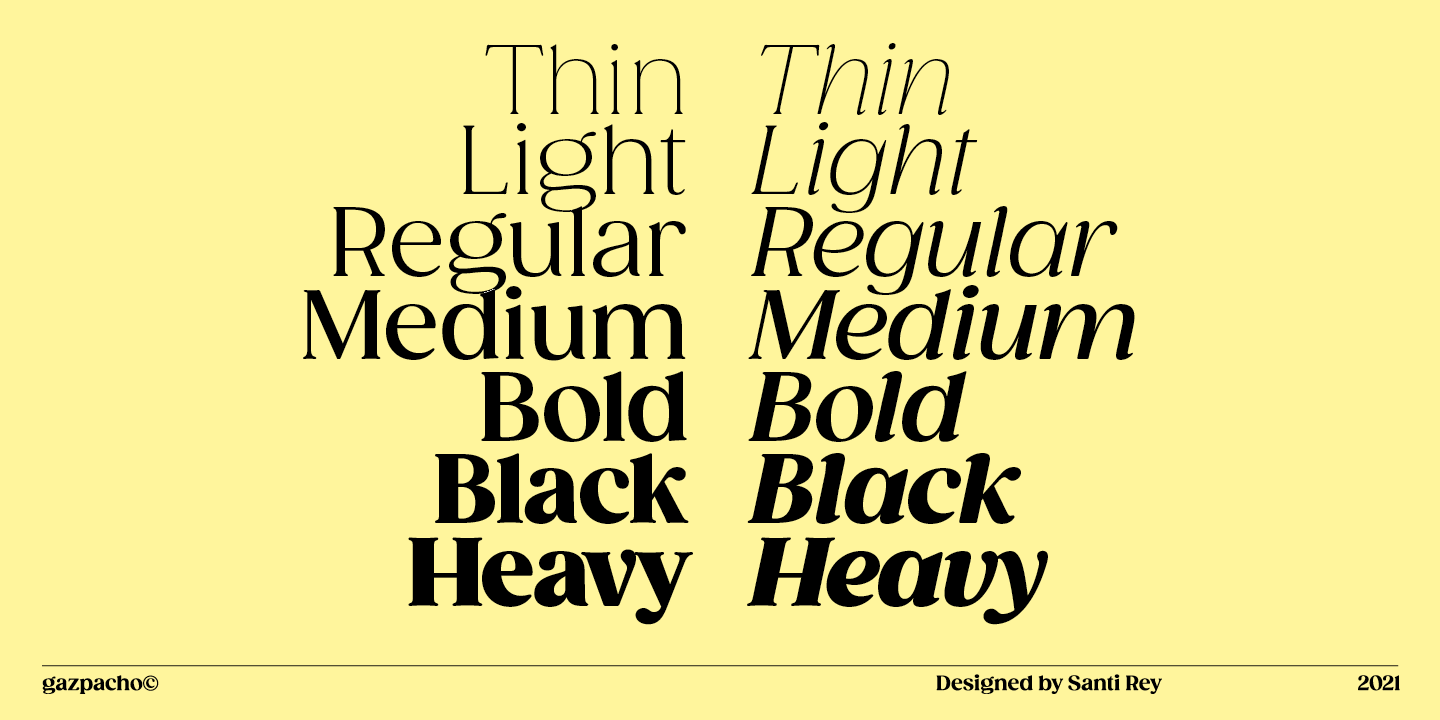 Thin Thin
Light Light
Regular Regular
Medium Medium
Bold Bold
Black Black
Heavy Heavy
gazpacho© Designed by Santi Rey 2021